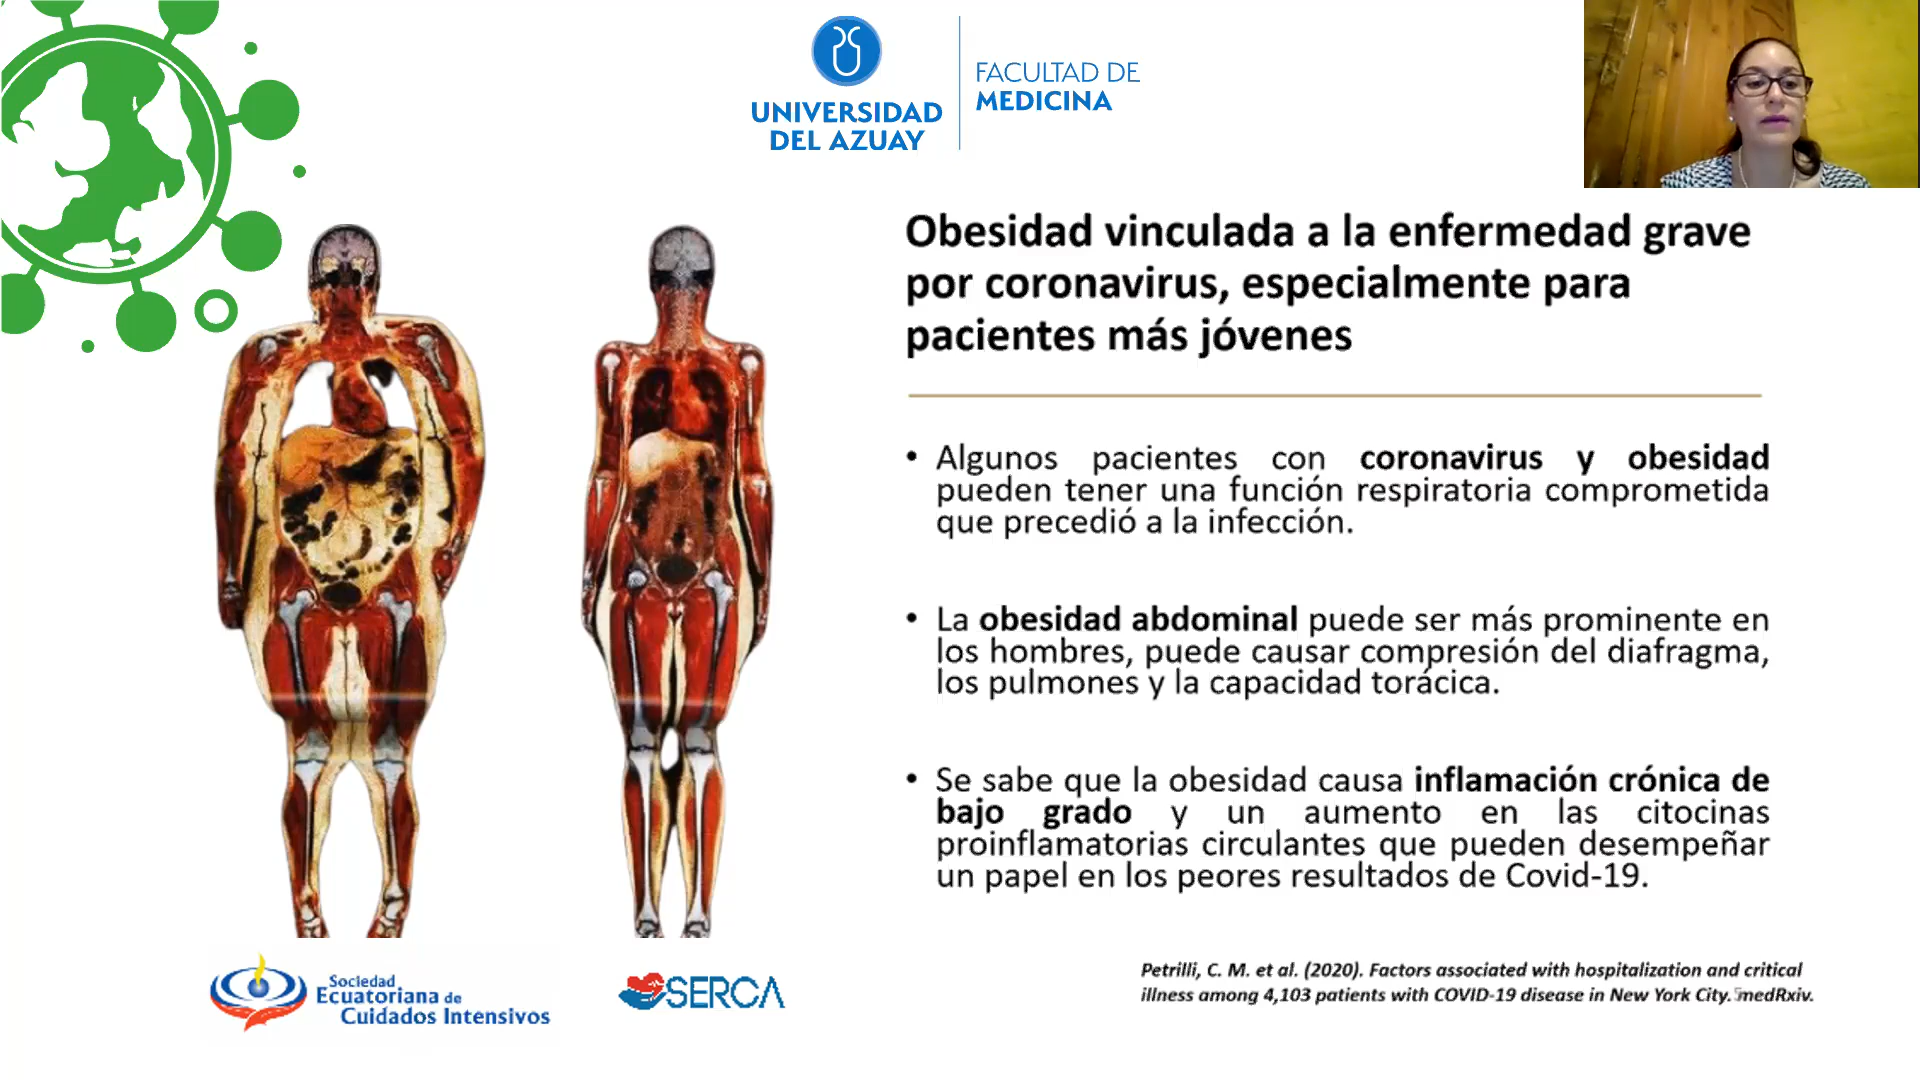 UNIVERSIDAD
DEL AZUAY
FACULTAD DE
MEDICINA
Obesidad vinculada a la enfermedad grave
por coronavirus, especialmente para
pacientes más jóvenes
• Algunos pacientes con coronavirus y obesidad
pueden tener una función respiratoria comprometida
que precedió a la infección.
• La obesidad abdominal puede ser más prominente en
los hombres, puede causar compresión del diafragma,
los pulmones y la capacidad torácica.
• Se sabe que la obesidad causa inflamación crónica de
bajo grado y un aumento en las citocinas
proinflamatorias circulantes que pueden desempeñar
un papel en los peores resultados de Covid-19.
Petrilli, C. M. et al. (2020). Factors associated with hospitalization and critical
illness among 4,103 patients with COVID-19 disease in New York City. medRxiv.
Sociedad
Ecuatoriana de
Cuidados Intensivos
SERCA